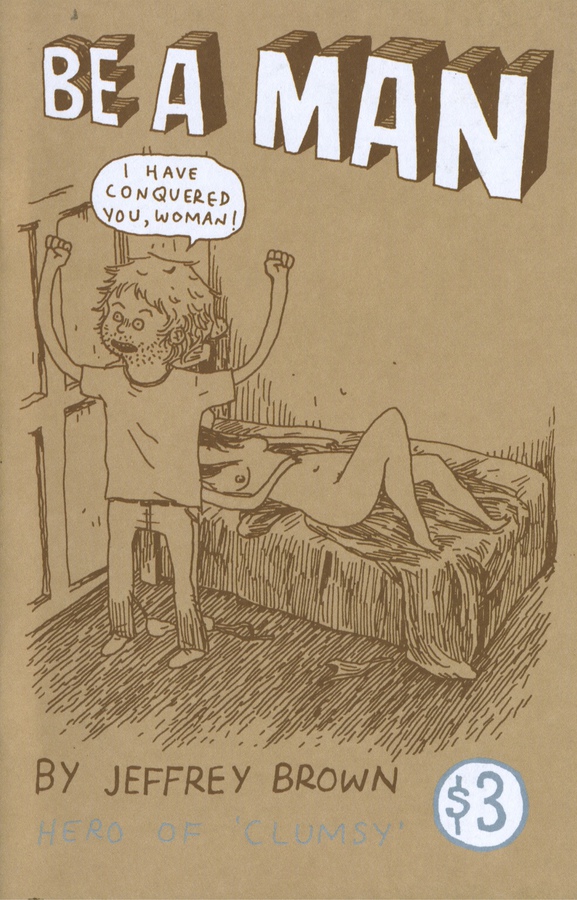 BE A MAN
I HAVE
CONQUERED
YOU, WOMAN!
BY JEFFREY BROWN
HERO OF 'CLUMSY'
$3